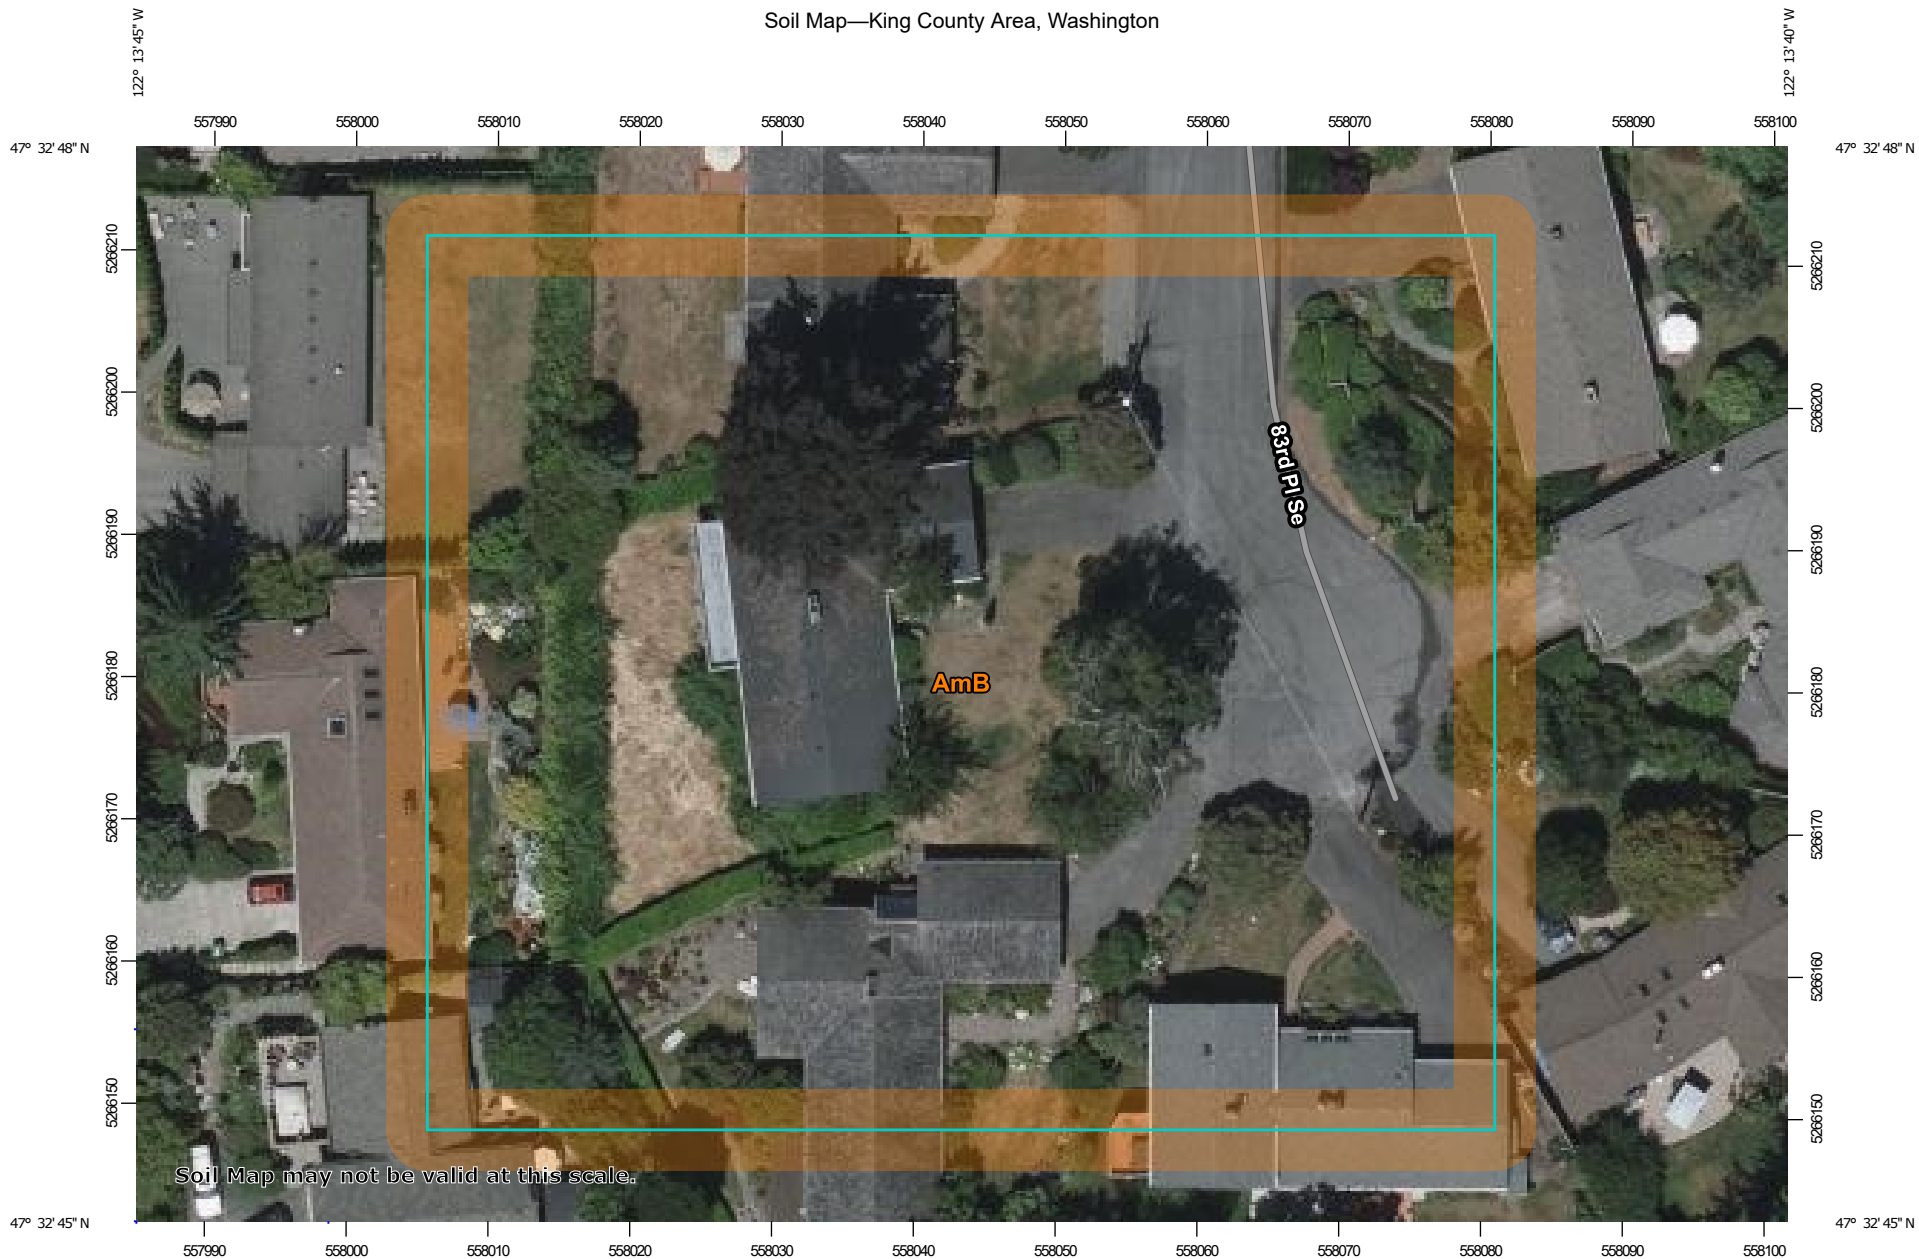 Soil Map—King County Area, Washington
122° 13' 45'' W
122° 13' 40'' W
557990 558000 558010 558020 558030 558040 558050 558060 558070 558080 558090 558100
47° 32' 48'' N
47° 32' 48'' N
5266210
5266210
5266200
5266200
83rd Pl Se
5266190
5266190
AmB
5266180
5266180
5266170
5266170
5266160
5266160
5266150
5266150
Soil Map may not be valid at this scale.
47° 32' 45'' N
47° 32' 45'' N
557990 558000 558010 558020 558030 558040 558050 558060 558070 558080 558090 558100